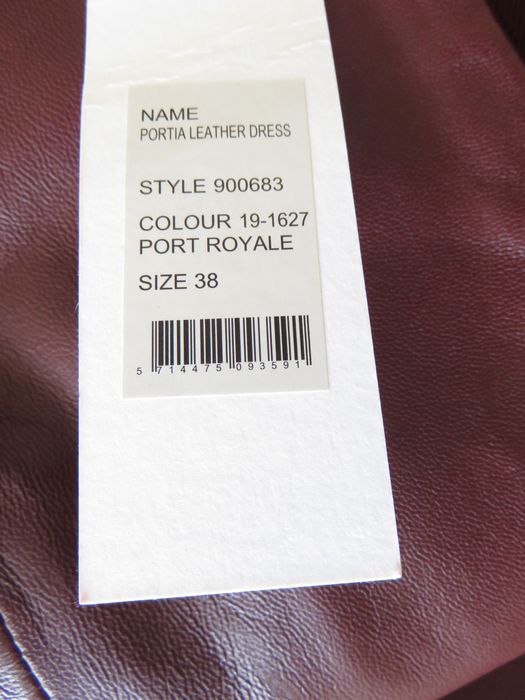 NAME
PORTIA LEATHER DRESS
STYLE 900683
COLOUR 19-1627
PORT ROYALE
SIZE 38
5 714475 093591